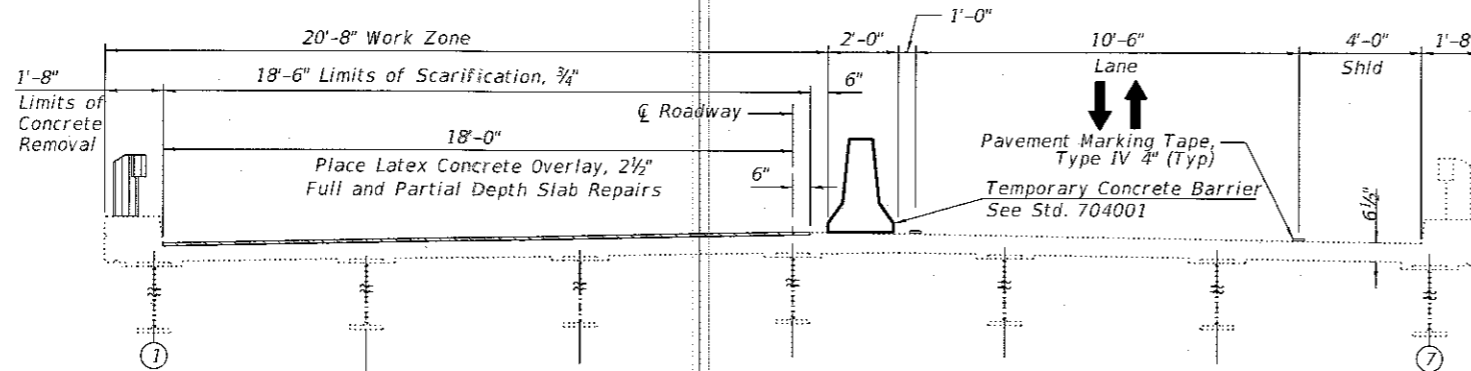 1'-0"
20'-8" Work Zone
2'-0"
10'-6"
4'-0"
1'-8"
Lane
Shld
1'-8"
18'-6" Limits of Scarification, ¾"
6"
Limits of
Concrete
Removal
℄ Roadway
18'-0"
Place Latex Concrete Overlay, 2½"
Full and Partial Depth Slab Repairs
6"
Pavement Marking Tape,
Type IV 4" (Typ)
Temporary Concrete Barrier
See Std. 704001
6½"
1
7